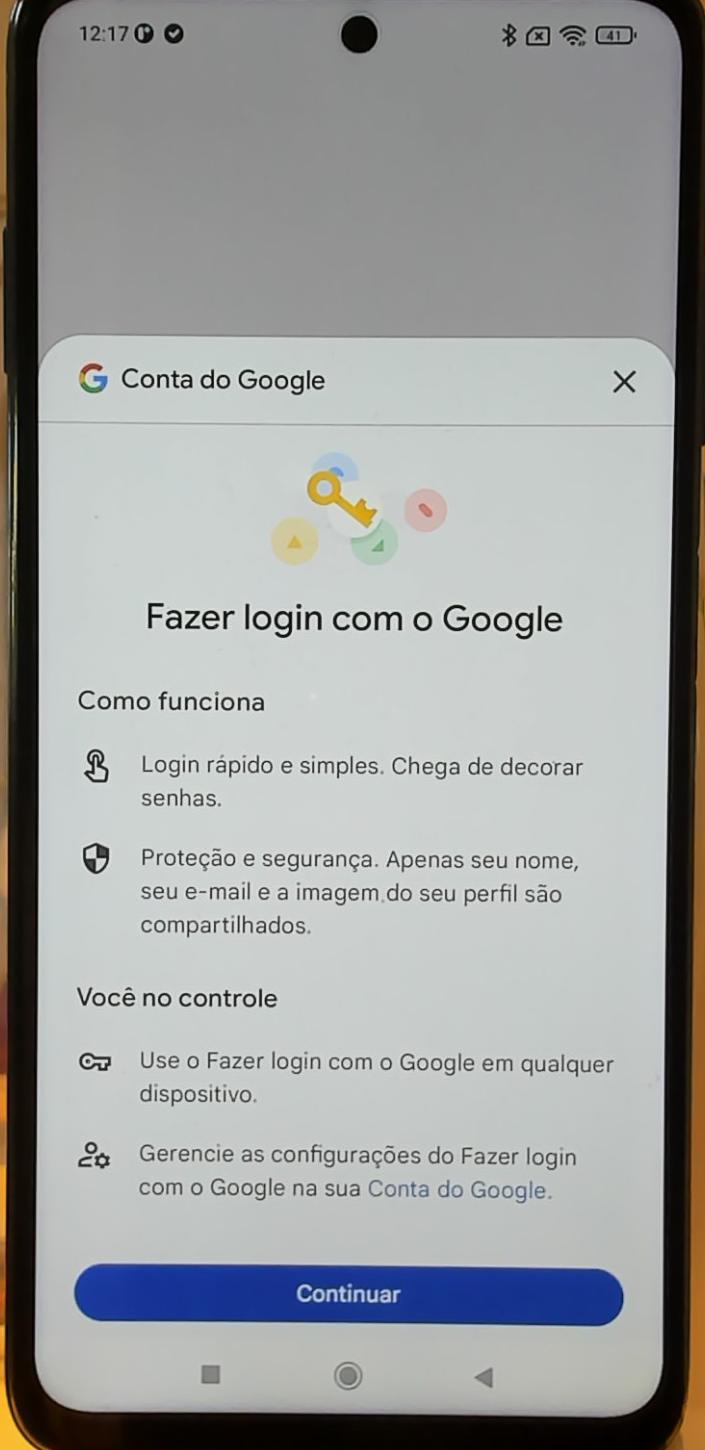 12:17
41
Conta do Google
Fazer login com o Google
Como funciona
Login rápido e simples. Chega de decorar
senhas.
Proteção e segurança. Apenas seu nome,
seu e-mail e a imagem do seu perfil são
compartilhados.
Você no controle
Use o Fazer login com o Google em qualquer
dispositivo.
Gerencie as configurações do Fazer login
com o Google na sua Conta do Google.
Continuar